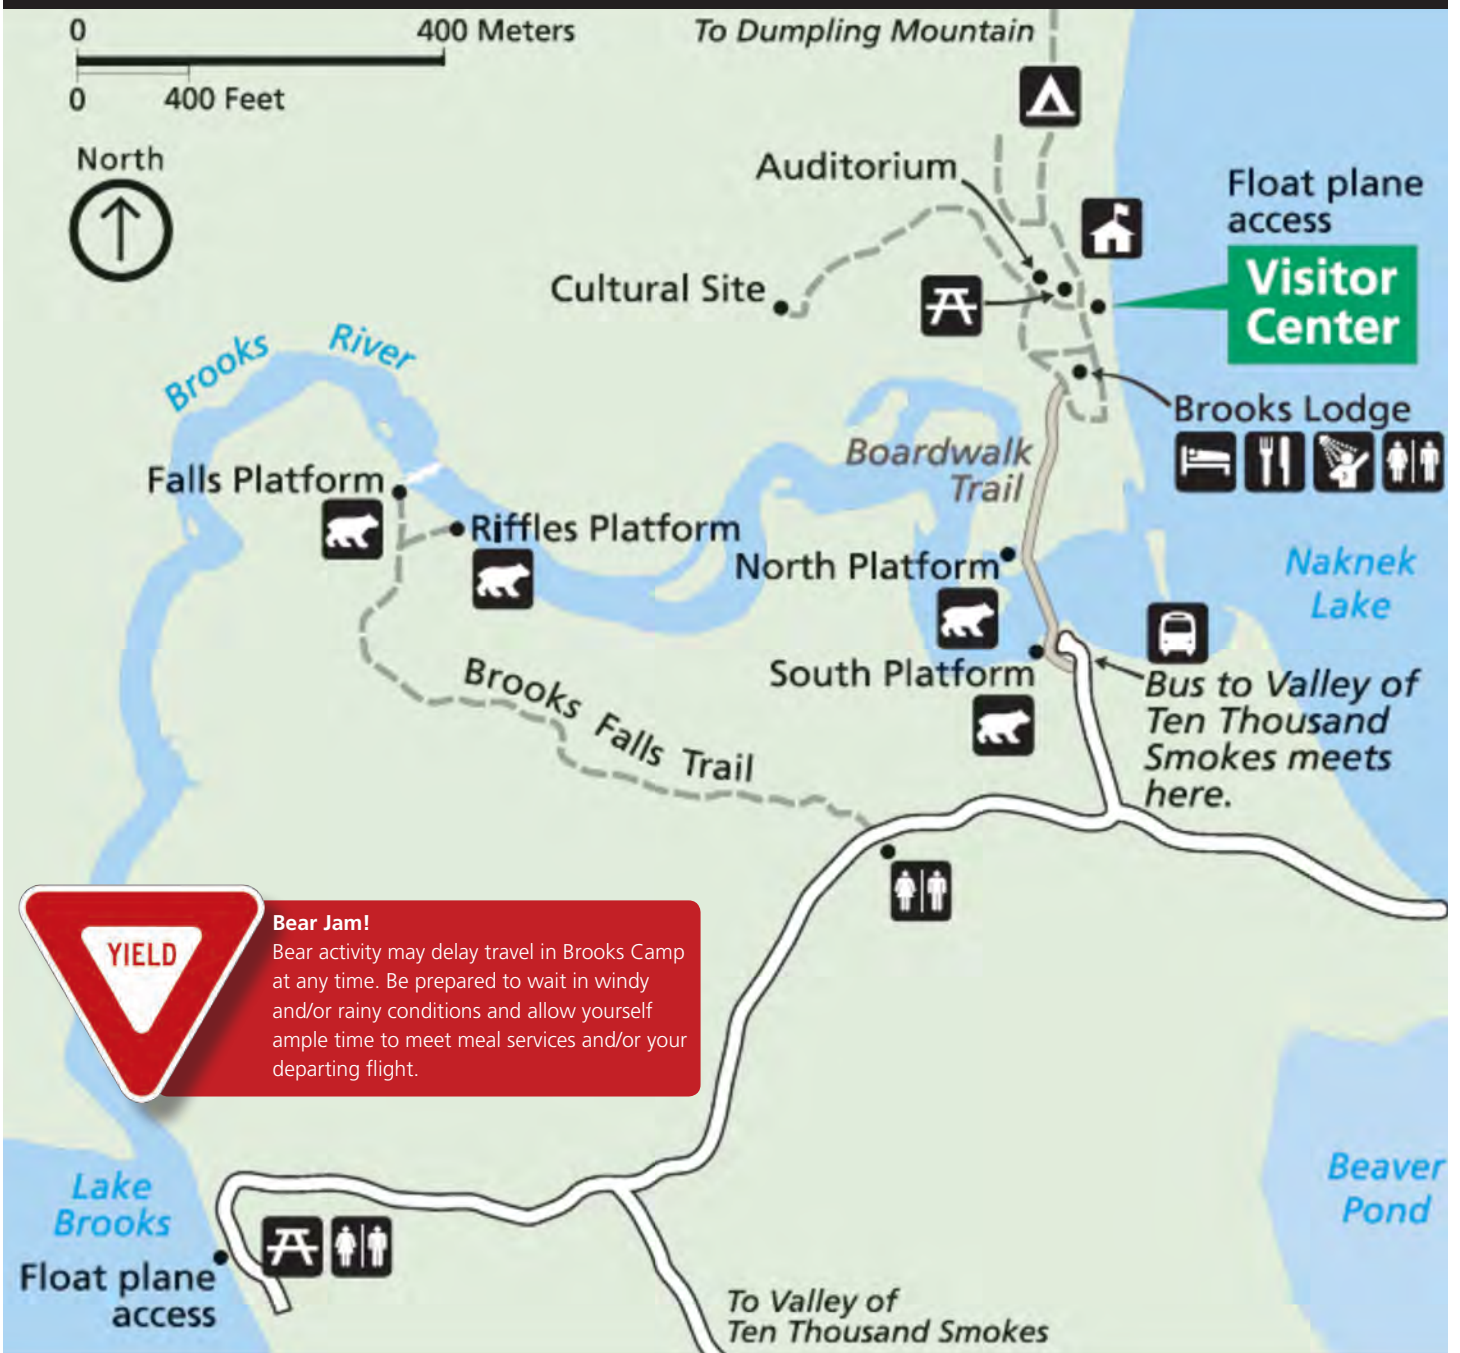 0 400 Meters
0 400 Feet
North
To Dumpling Mountain
Auditorium
Float plane
access
Visitor
Center
Cultural Site
Brooks River
Brooks Lodge
Boardwalk
Trail
Falls Platform
Riffles Platform
North Platform
Naknek
Lake
South Platform
Bus to Valley of
Ten Thousand
Smokes meets
here.
Brooks Falls Trail
YIELD
Bear Jam!
Bear activity may delay travel in Brooks Camp
at any time. Be prepared to wait in windy
and/or rainy conditions and allow yourself
ample time to meet meal services and/or your
departing flight.
Lake
Brooks
Float plane
access
Beaver
Pond
To Valley of
Ten Thousand Smokes